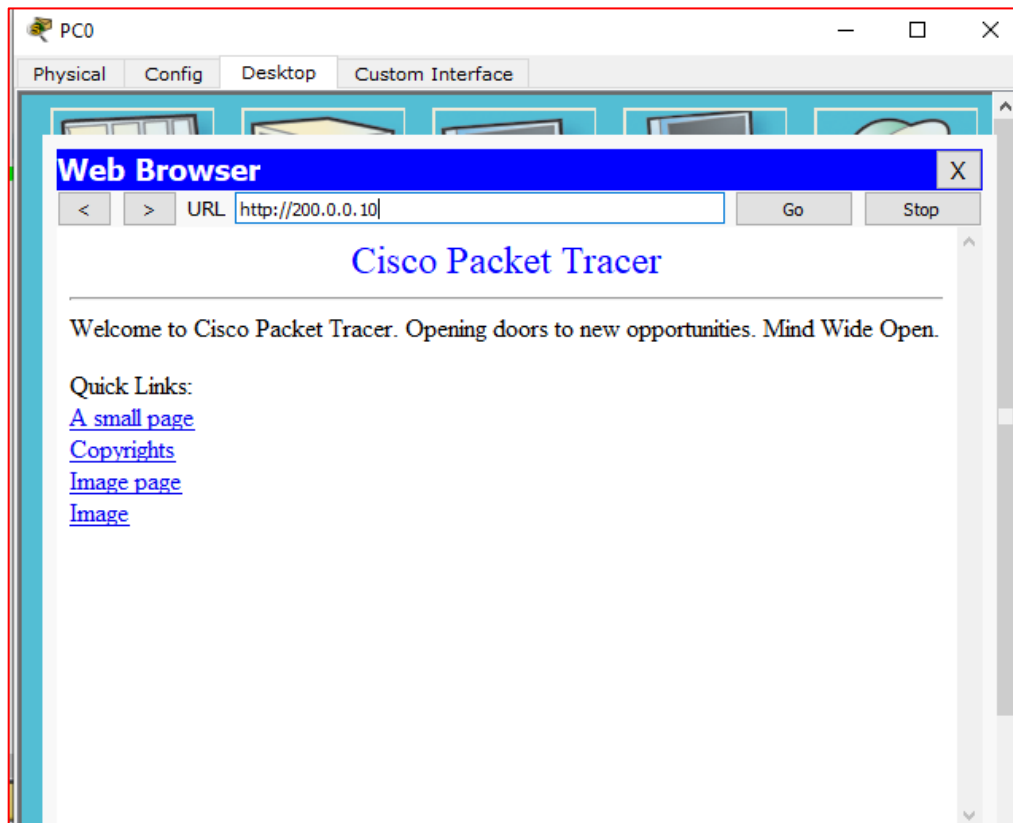 PC0
Physical Config Desktop Custom Interface
Web Browser X
< > URL http://200.0.0.10 Go Stop
Cisco Packet Tracer
Welcome to Cisco Packet Tracer. Opening doors to new opportunities. Mind Wide Open.
Quick Links:
A small page
Copyrights
Image page
Image